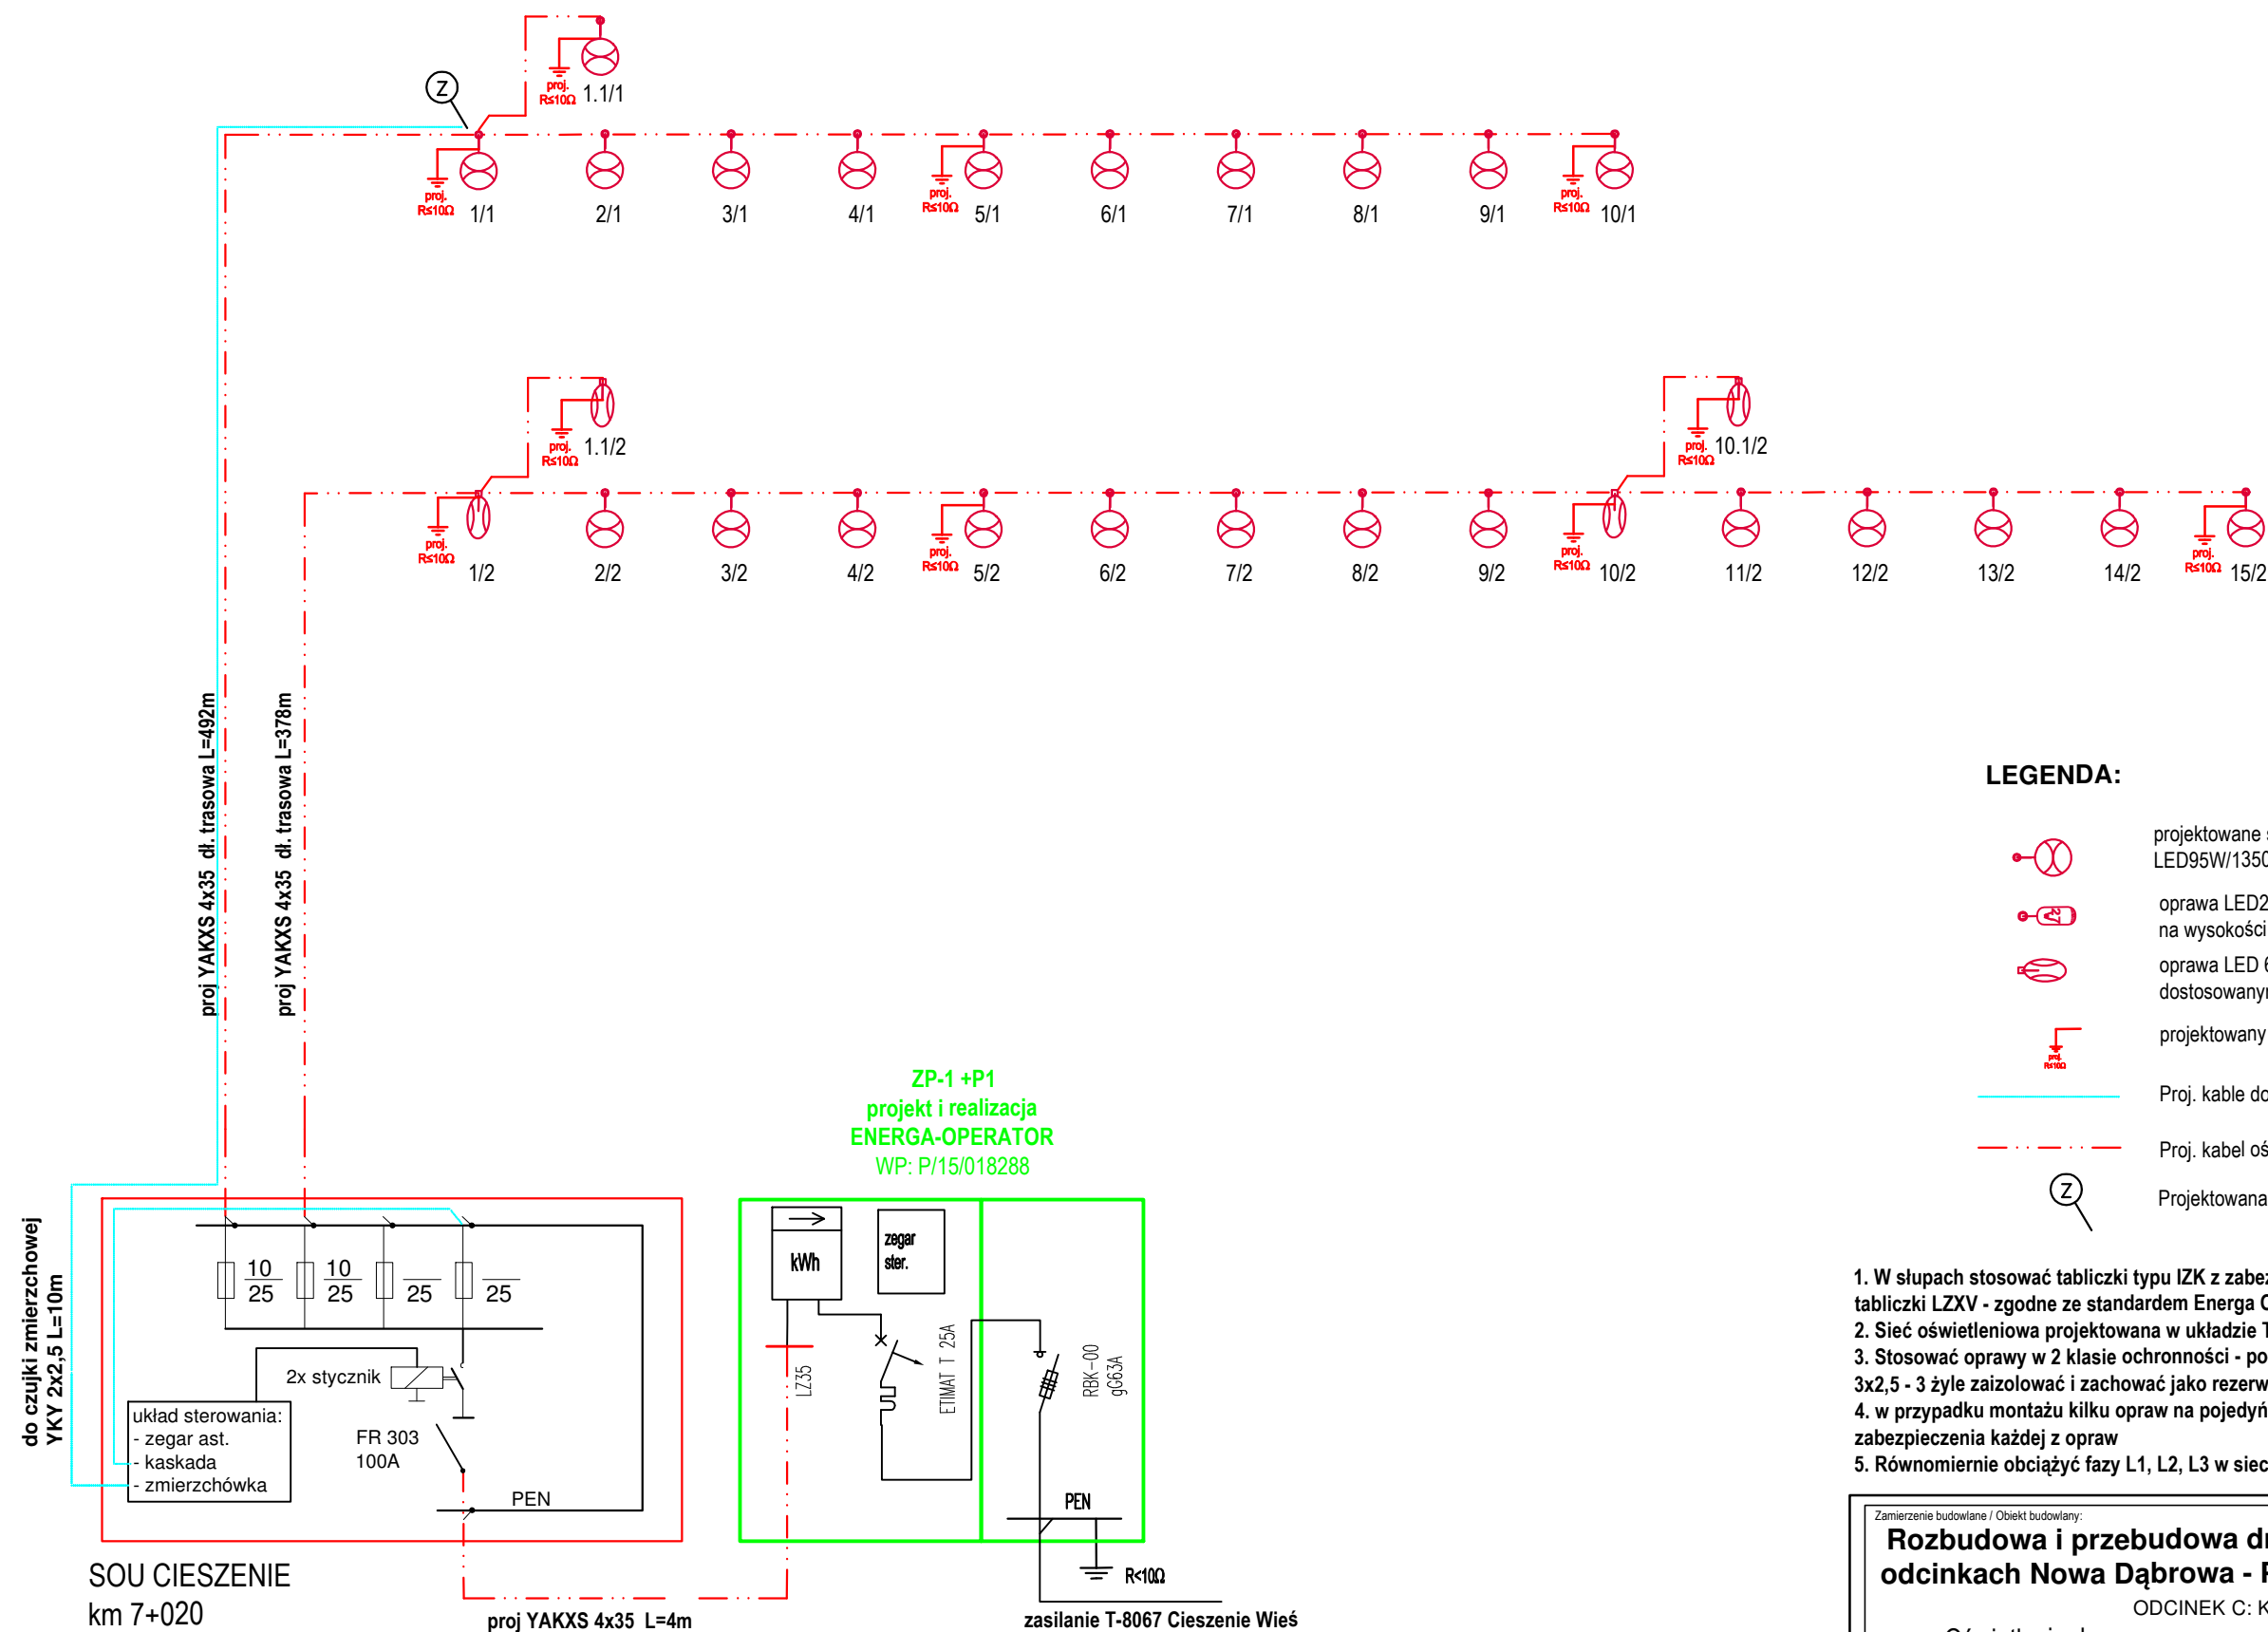 Z
proj.
R≤10Ω
1.1/1
proj.
R≤10Ω
1/1
2/1
3/1
4/1
proj.
R≤10Ω
5/1
6/1
7/1
8/1
9/1
proj.
R≤10Ω
10/1
proj.
R≤10Ω
1.1/2
proj.
R≤10Ω
10.1/2
proj.
R≤10Ω
1/2
2/2
3/2
4/2
proj.
R≤10Ω
5/2
6/2
7/2
8/2
9/2
proj.
R≤10Ω
10/2
11/2
12/2
13/2
14/2
proj.
R≤10Ω
15/2
proj YAKXS 4x35 dł. trasowa L=492m
proj YAKXS 4x35 dł. trasowa L=378m
do czujki zmierzchowej
YKY 2x2,5 L=10m
10
25
10
25
25
25
2x stycznik
układ sterowania:
- zegar ast.
- kaskada
- zmierzchówka
FR 303
100A
PEN
SOU CIESZENIE
km 7+020
proj YAKXS 4x35 L=4m
ZP-1 +P1
projekt i realizacja
ENERGA-OPERATOR
WP: P/15/018288
kWh
zegar
ster.
LZ35
ETIMAT T 25A
RBK-00
gG63A
PEN
R<10Ω
zasilanie T-8067 Cieszenie Wieś
LEGENDA:
projektowane
LED95W/1350
oprawa LED2
na wysokości
oprawa LED 6
dostosowany
proj.
R≤10Ω
projektowany
Proj. kable do
Proj. kabel oś
Z
Projektowana
1. W słupach stosować tabliczki typu IZK z zabez
tabliczki LZXV - zgodne ze standardem Energa O
2. Sieć oświetleniowa projektowana w układzie T
3. Stosować oprawy w 2 klasie ochronności - po
3x2,5 - 3 żyle zaizolować i zachować jako rezerw
4. w przypadku montażu kilku opraw na pojedyń
zabezpieczenia każdej z opraw
5. Równomiernie obciążyć fazy L1, L2, L3 w siec
Zamierzenie budowlane / Obiekt budowlany:
Rozbudowa i przebudowa dr
odcinkach Nowa Dąbrowa - P
ODCINEK C: K